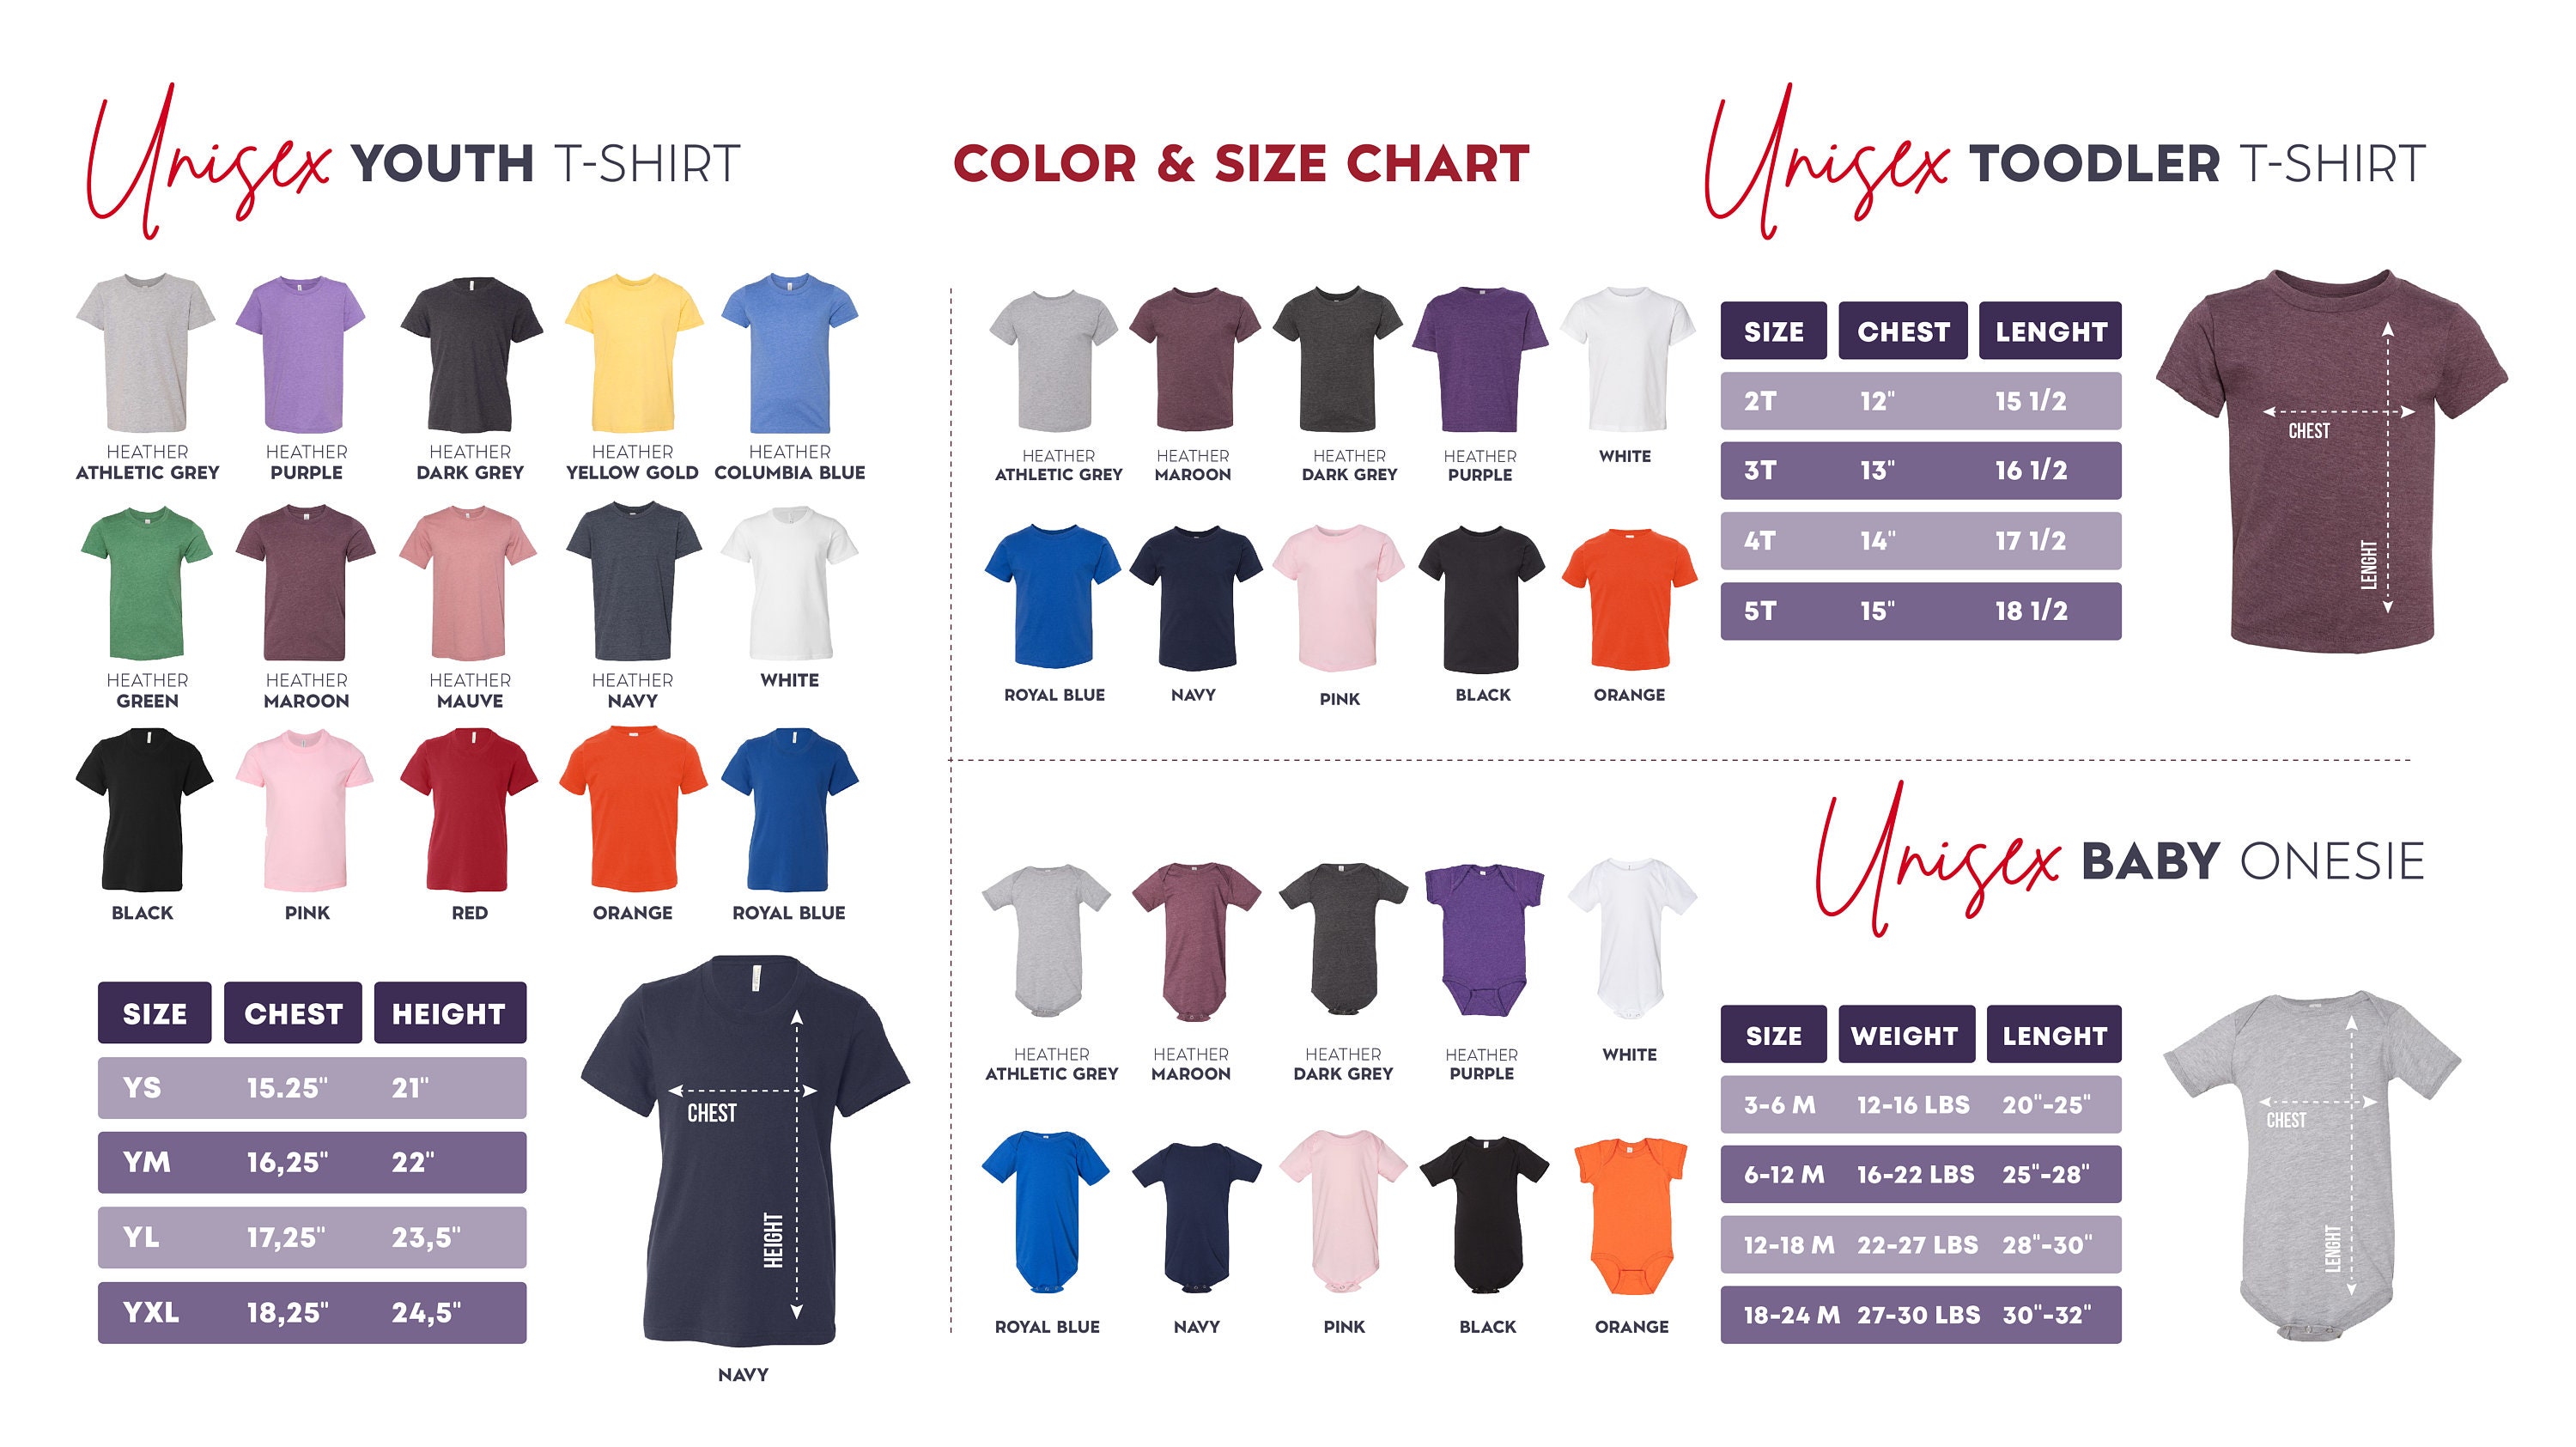 Unisex YOUTH T-SHIRT
COLOR & SIZE CHART
Unisex TOODLER T-SHIRT
HEATHER HEATHER HEATHER HEATHER HEATHER
ATHLETIC GREY PURPLE DARK GREY YELLOW GOLD COLUMBIA BLUE
HEATHER HEATHER HEATHER HEATHER WHITE
GREEN MAROON MAUVE NAVY
BLACK PINK RED ORANGE ROYAL BLUE
SIZE CHEST HEIGHT
YS 15.25" 21"
YM 16,25" 22"
YL 17,25" 23,5"
YXL 18,25" 24,5"
CHEST
HEIGHT
NAVY
HEATHER HEATHER HEATHER HEATHER WHITE
ATHLETIC GREY MAROON DARK GREY PURPLE
ROYAL BLUE NAVY PINK BLACK ORANGE
SIZE CHEST LENGHT
2T 12" 15 1/2
3T 13" 16 1/2
4T 14" 17 1/2
5T 15" 18 1/2
CHEST
LENGHT
Unisex BABY ONESIE
HEATHER HEATHER HEATHER HEATHER WHITE
ATHLETIC GREY MAROON DARK GREY PURPLE
ROYAL BLUE NAVY PINK BLACK ORANGE
SIZE WEIGHT LENGHT
3-6 M 12-16 LBS 20"-25"
6-12 M 16-22 LBS 25"-28"
12-18 M 22-27 LBS 28"-30"
18-24 M 27-30 LBS 30"-32"
CHEST
LENGHT